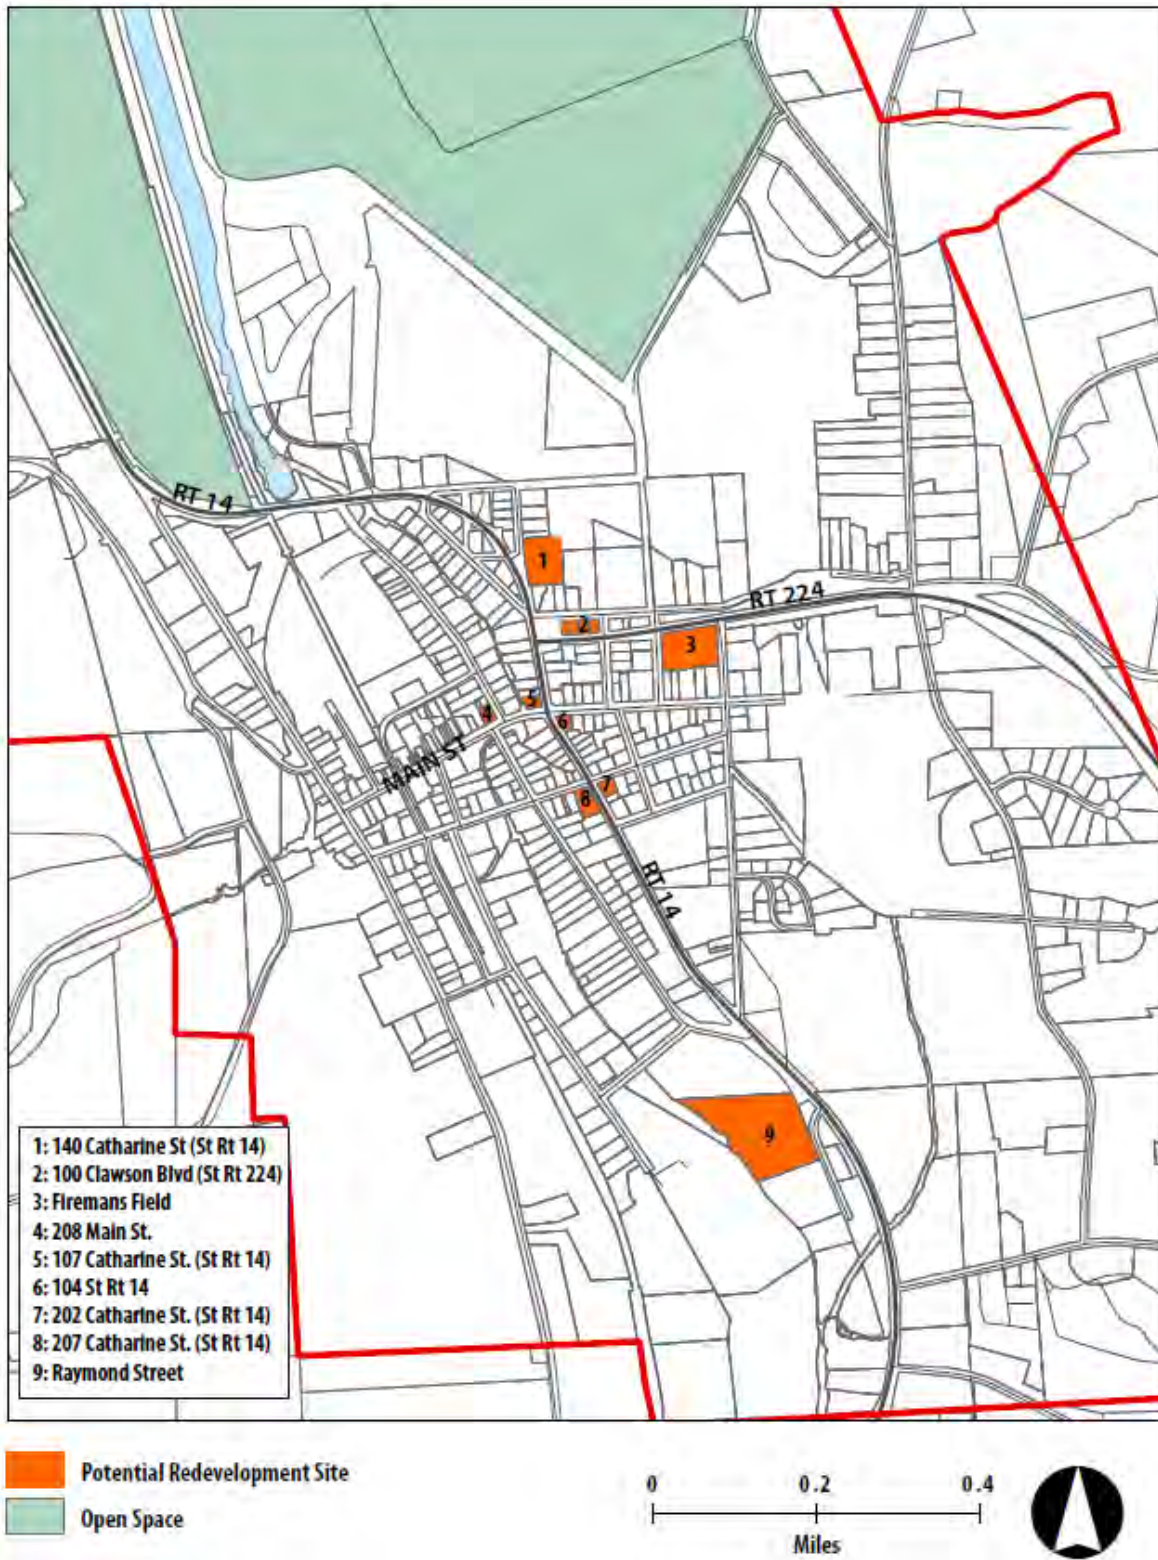 RT 14
1
RT 224
2
3
5
4
6
MAIN ST
7
8
RT 14
9
1: 140 Catharine St (St Rt 14)
2: 100 Clawson Blvd (St Rt 224)
3: Firemans Field
4: 208 Main St.
5: 107 Catharine St. (St Rt 14)
6: 104 St Rt 14
7: 202 Catharine St. (St Rt 14)
8: 207 Catharine St. (St Rt 14)
9: Raymond Street
Potential Redevelopment Site
Open Space
0 0.2 0.4
Miles